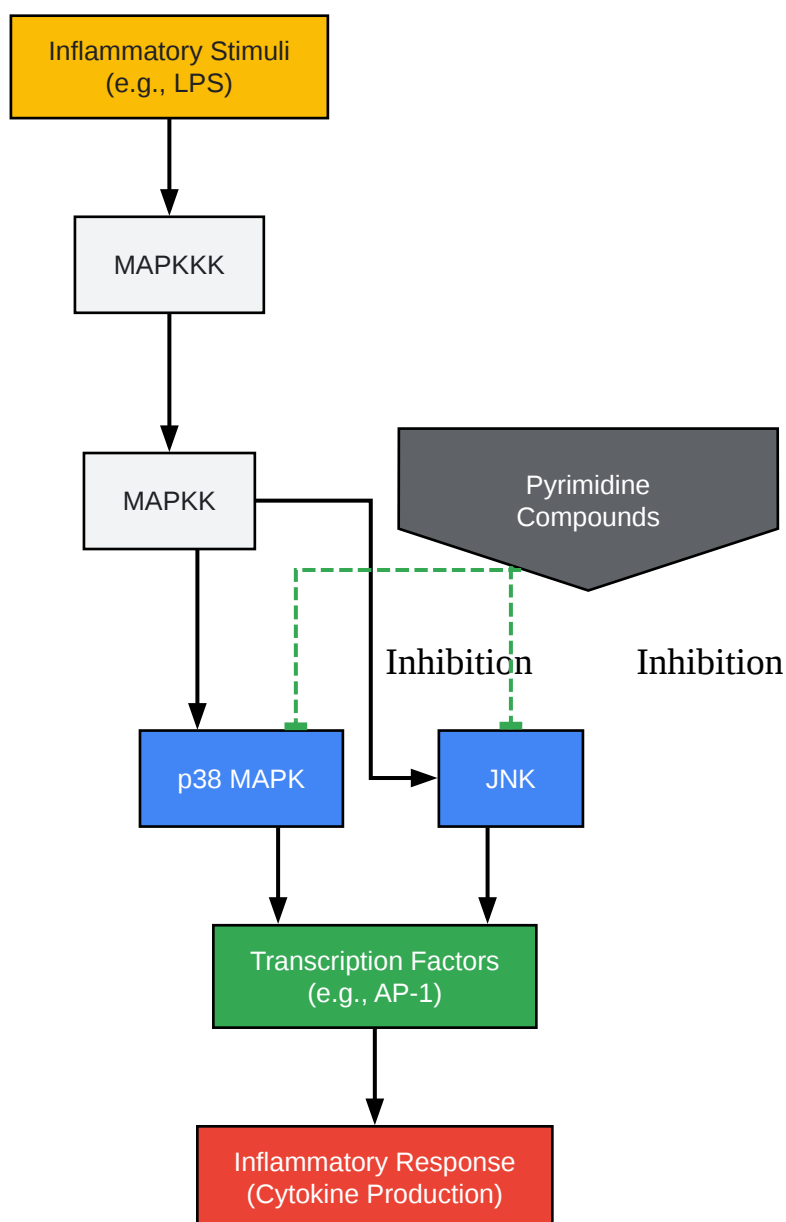 Inflammatory Stimuli
(e.g., LPS)
MAPKKK
MAPKK
Pyrimidine
Compounds
Inhibition
Inhibition
p38 MAPK
JNK
Transcription Factors
(e.g., AP-1)
Inflammatory Response
(Cytokine Production)